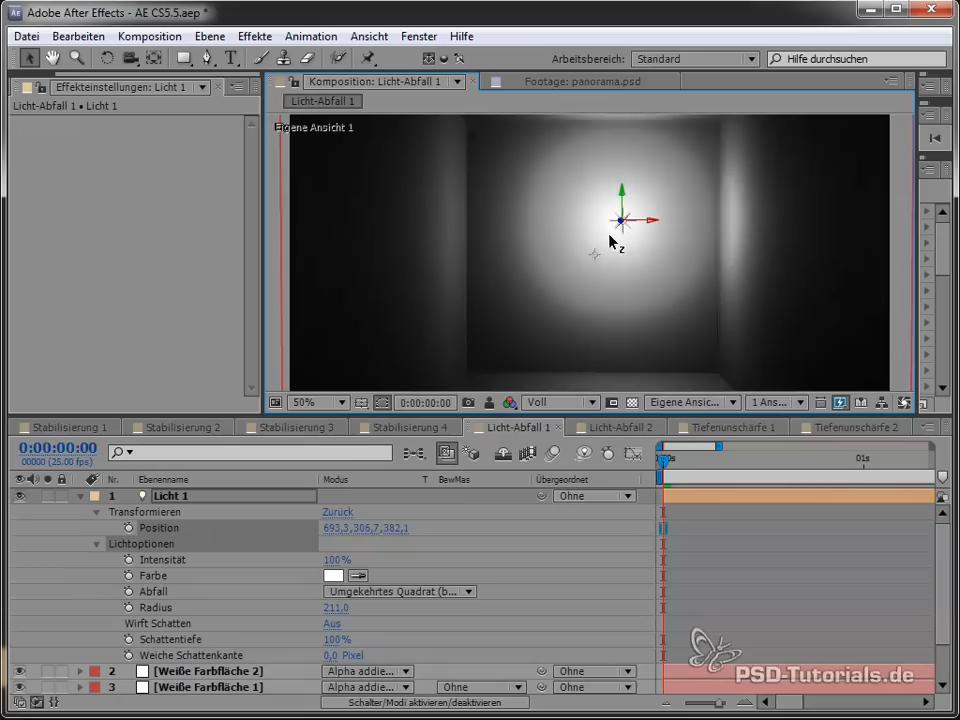 Adobe After Effects - AE CS5.5.aep *
Datei Bearbeiten Komposition Ebene Effekte Animation Ansicht Fenster Hilfe
Arbeitsbereich: Standard Hilfe durchsuchen
Effekteinstellungen: Licht 1 Komposition: Licht-Abfall 1 Footage: panorama.psd
Licht-Abfall 1 • Licht 1 Licht-Abfall 1
Eigene Ansicht 1
z
50% 0:00:00:00 Voll Eigene Ansic... 1 Ans...
Stabilisierung 1 Stabilisierung 2 Stabilisierung 3 Stabilisierung 4 Licht-Abfall 1 Licht-Abfall 2 Tiefenunschärfe 1 Tiefenunschärfe 2
0:00:00:00
00000 (25.00 fps) 01s
Nr. Ebenenname Modus T BewMas Übergeordnet
1 Licht 1 Ohne
Transformieren Zurück
Position 693,3,306,7,382,1
Lichtoptionen
Intensität 100%
Farbe
Abfall Umgekehrtes Quadrat (b...
Radius 211,0
Wirft Schatten Aus
Schattentiefe 100%
Weiche Schattenkante 0,0 Pixel
2 [Weiße Farbfläche 2] Alpha addie... Ohne
3 [Weiße Farbfläche 1] Alpha addie... Ohne Ohne
Schalter/Modi aktivieren/deaktivieren
PSD-Tutorials.de